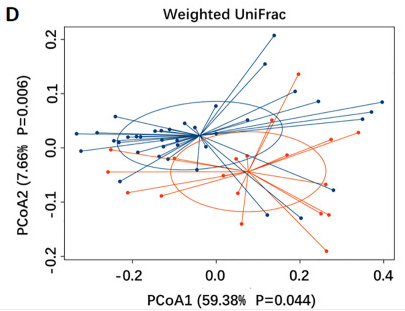 D
Weighted UniFrac
PCoA2 (7.66% P=0.006)
0.2
0.1
0.0
-0.1
-0.2
-0.2 0.0 0.2 0.4
PCoA1 (59.38% P=0.044)